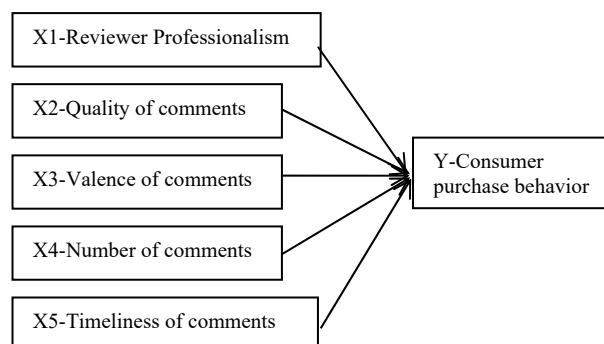 X1-Reviewer Professionalism
X2-Quality of comments
X3-Valence of comments
X4-Number of comments
X5-Timeliness of comments
Y-Consumer
purchase behavior